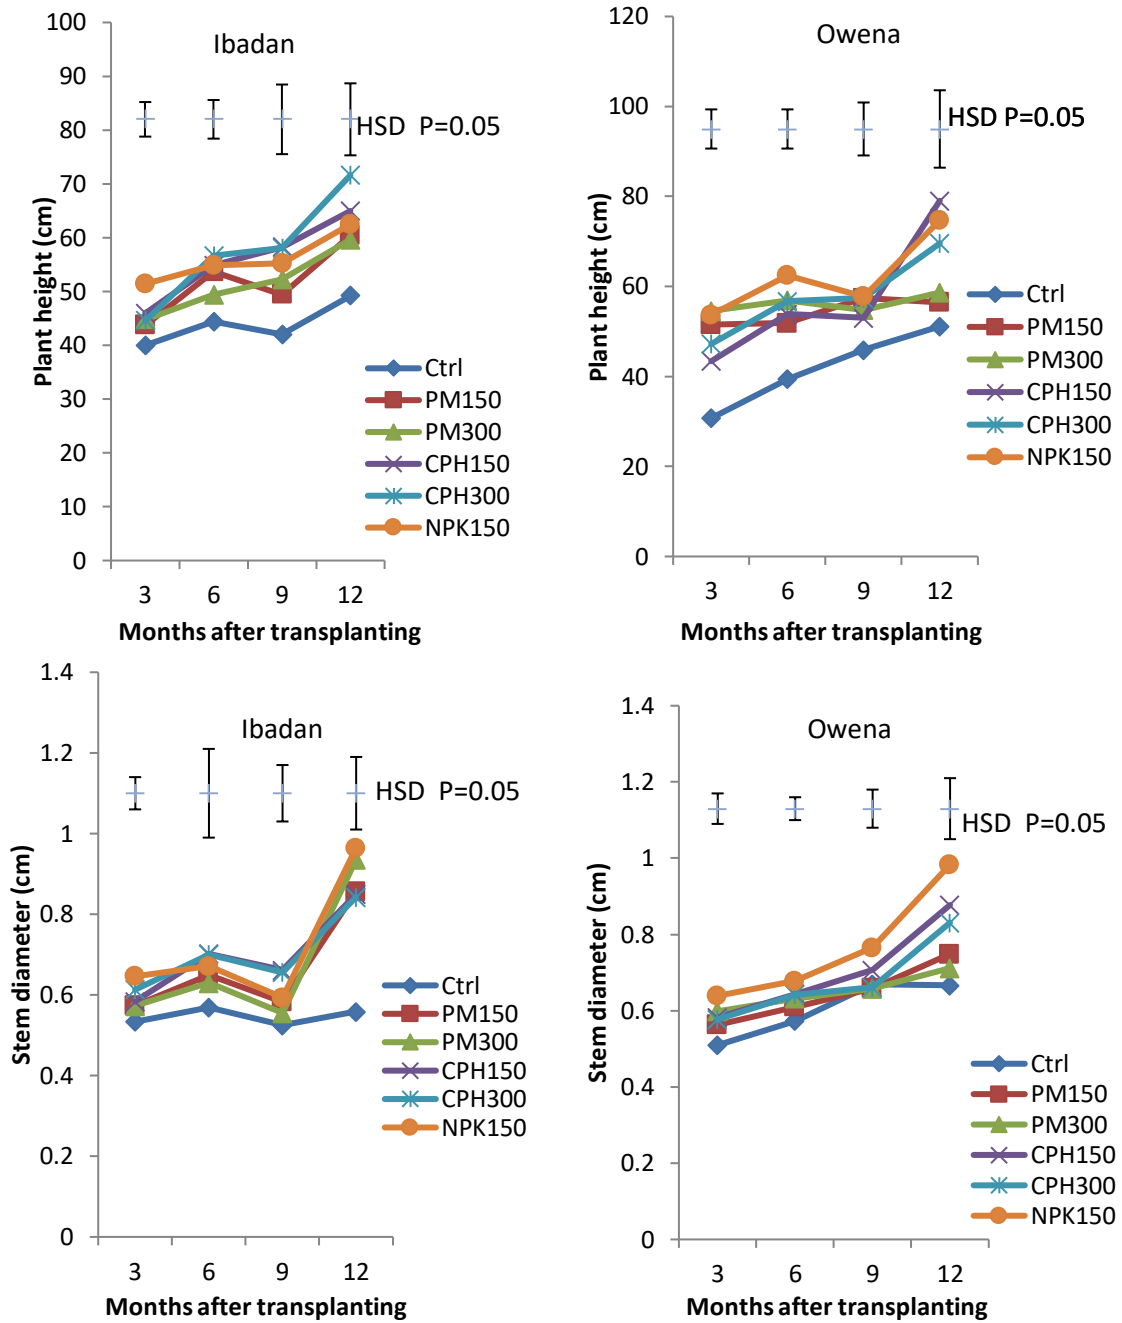 Ibadan
100
90
80
70
60
50
40
30
20
10
0
Plant height (cm)
HSD P=0.05
Ctrl
PM150
PM300
CPH150
CPH300
NPK150
3 6 9 12
Months after transplanting
Owena
120
100
80
60
40
20
0
Plant height (cm)
HSD P=0.05
Ctrl
PM150
PM300
CPH150
CPH300
NPK150
3 6 9 12
Months after transplanting
Ibadan
1.4
1.2
1
0.8
0.6
0.4
0.2
0
Stem diameter (cm)
HSD P=0.05
Ctrl
PM150
PM300
CPH150
CPH300
NPK150
3 6 9 12
Months after transplanting
Owena
1.4
1.2
1
0.8
0.6
0.4
0.2
0
Stem diameter (cm)
HSD P=0.05
Ctrl
PM150
PM300
CPH150
CPH300
NPK150
3 6 9 12
Months after transplanting